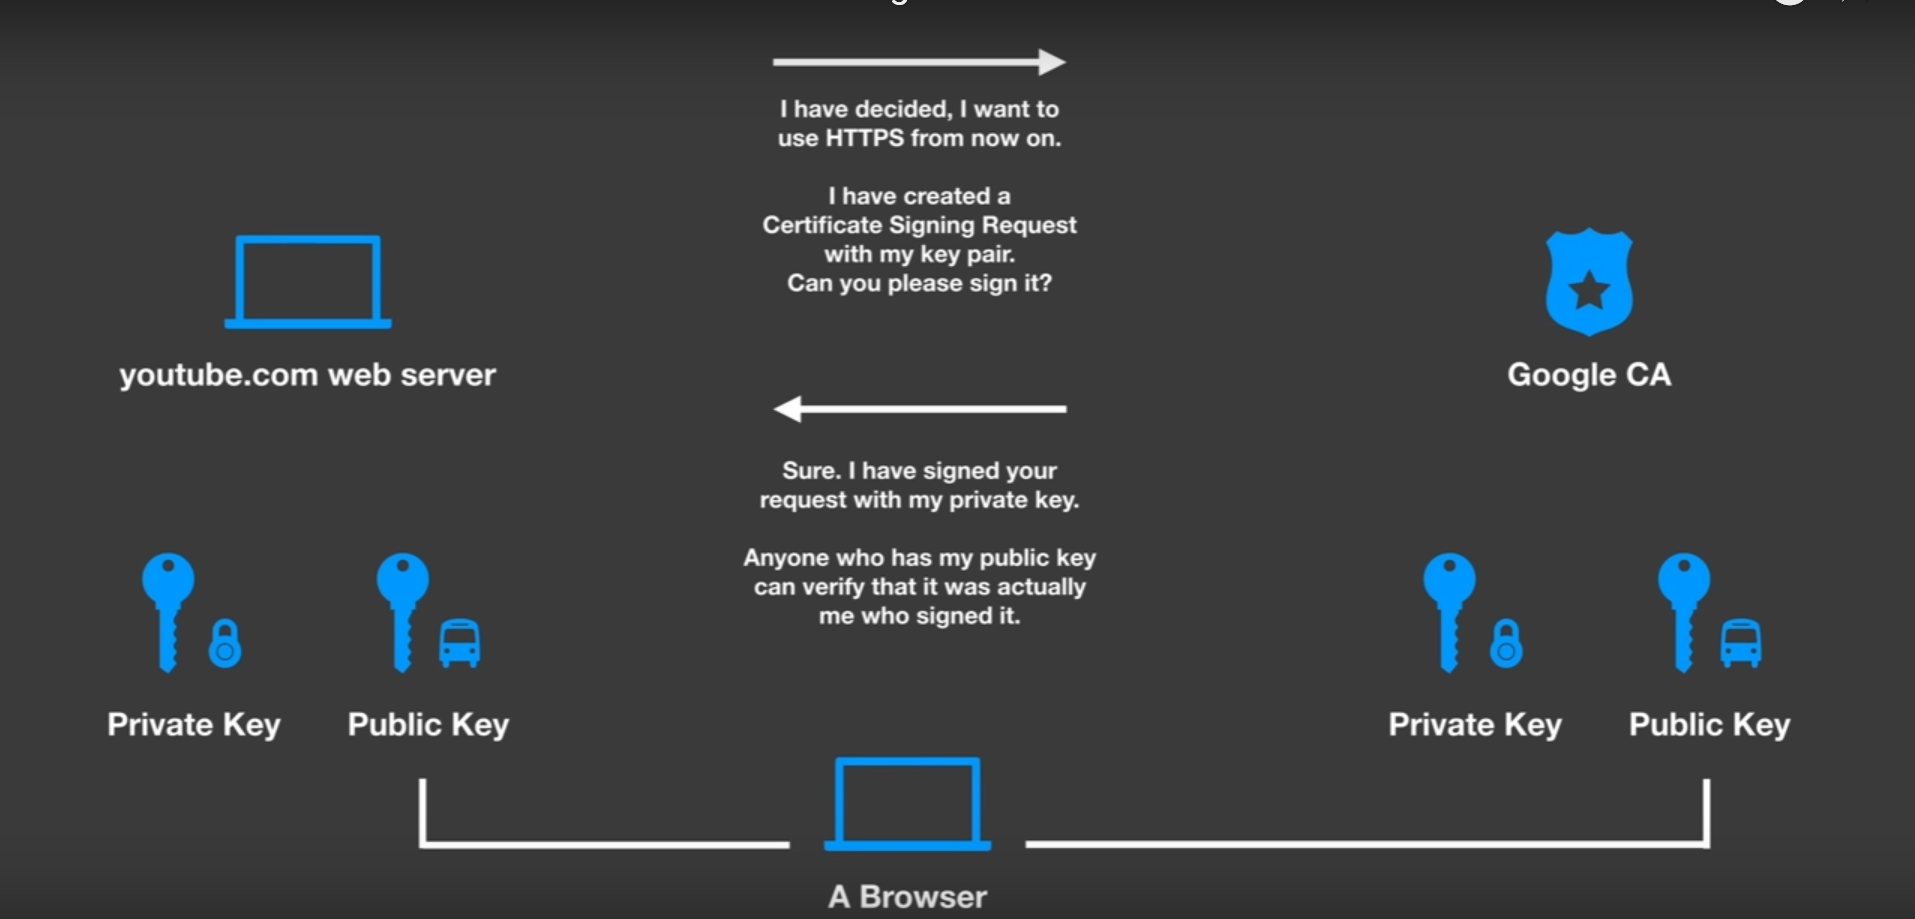 I have decided, I want to
use HTTPS from now on.
I have created a
Certificate Signing Request
with my key pair.
Can you please sign it?
youtube.com web server
Google CA
Sure. I have signed your
request with my private key.
Anyone who has my public key
can verify that it was actually
me who signed it.
Private Key
Public Key
Private Key
Public Key
A Browser